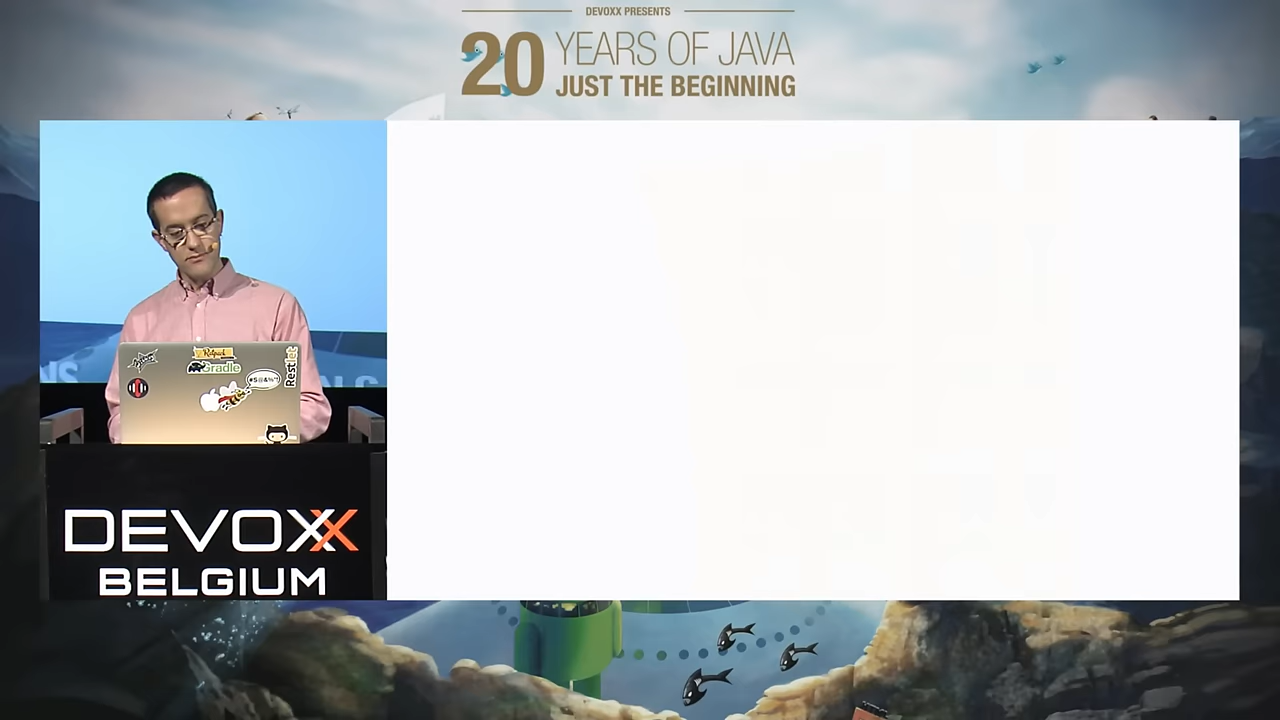 DEVOXX PRESENTS
20 YEARS OF JAVA
JUST THE BEGINNING
Ratpack
Gradle
Restlet
#$@&%*!
DEVOXX
BELGIUM